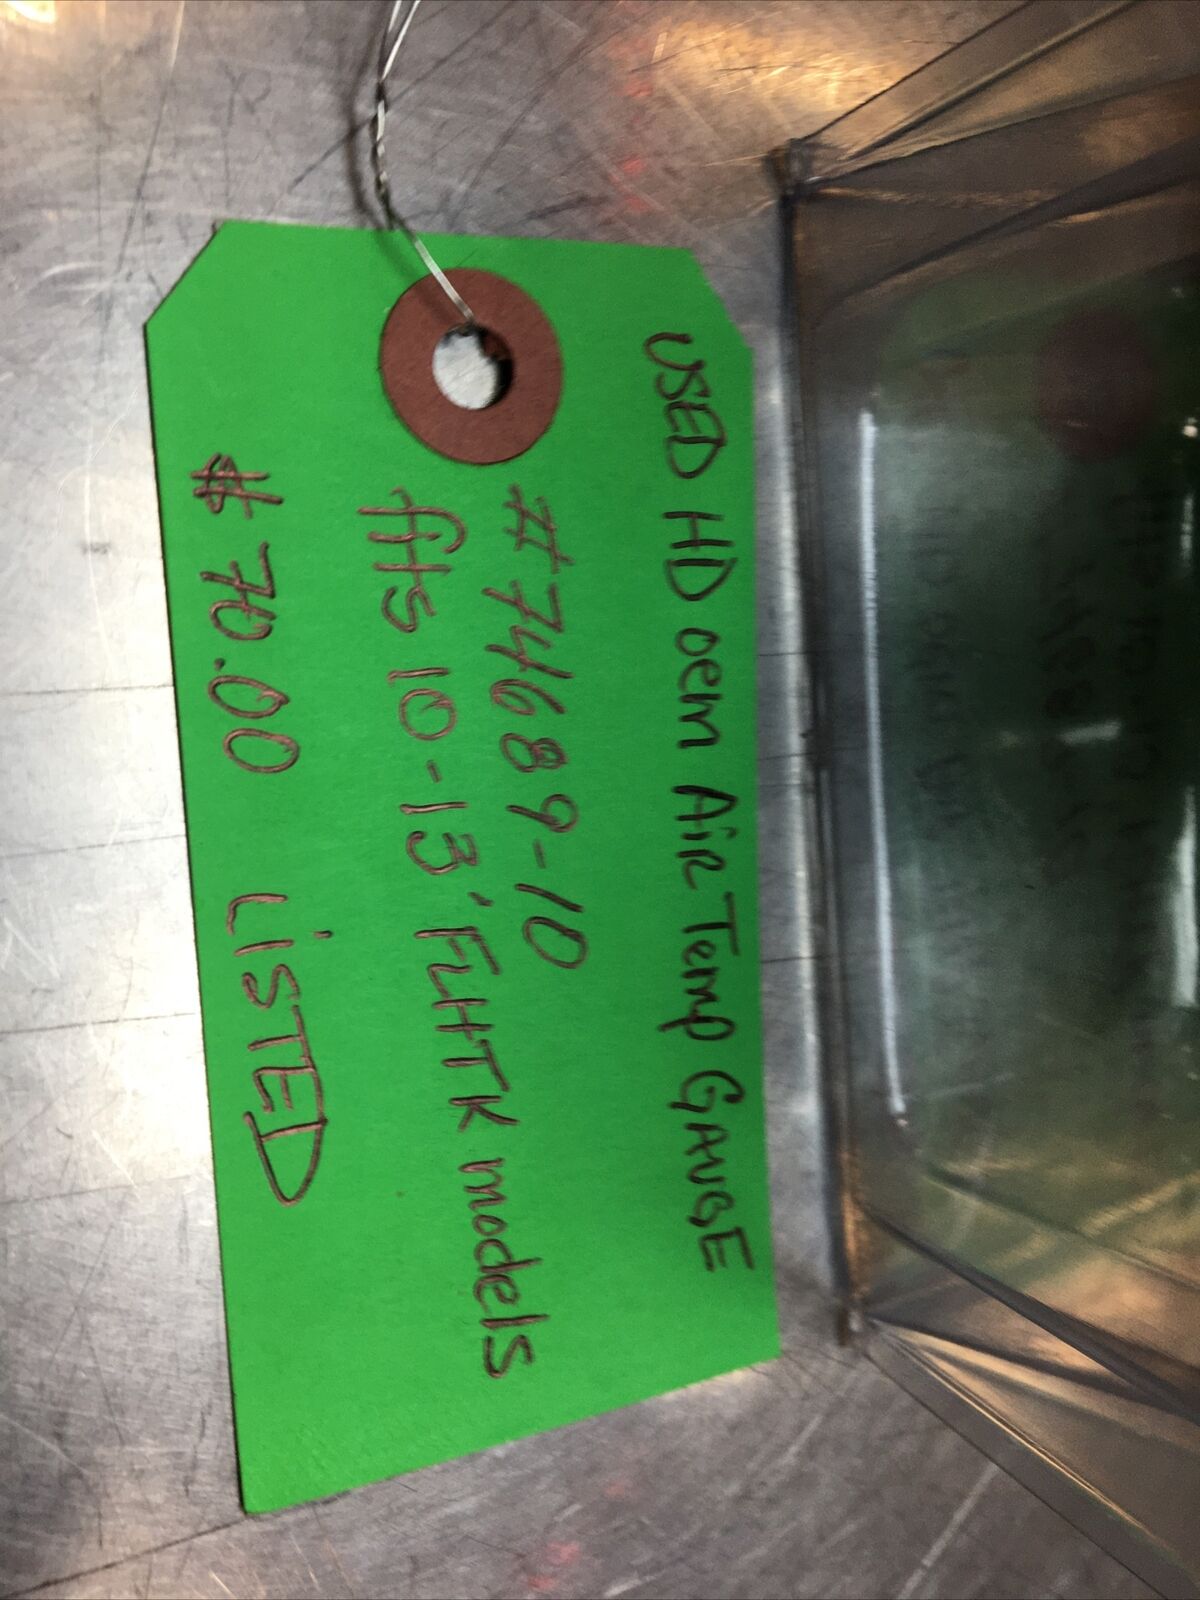 USED HD oem AiR Temp GAUGE
#74689-10
fits 10-13' FLHTK models
$70.00 LiSTED